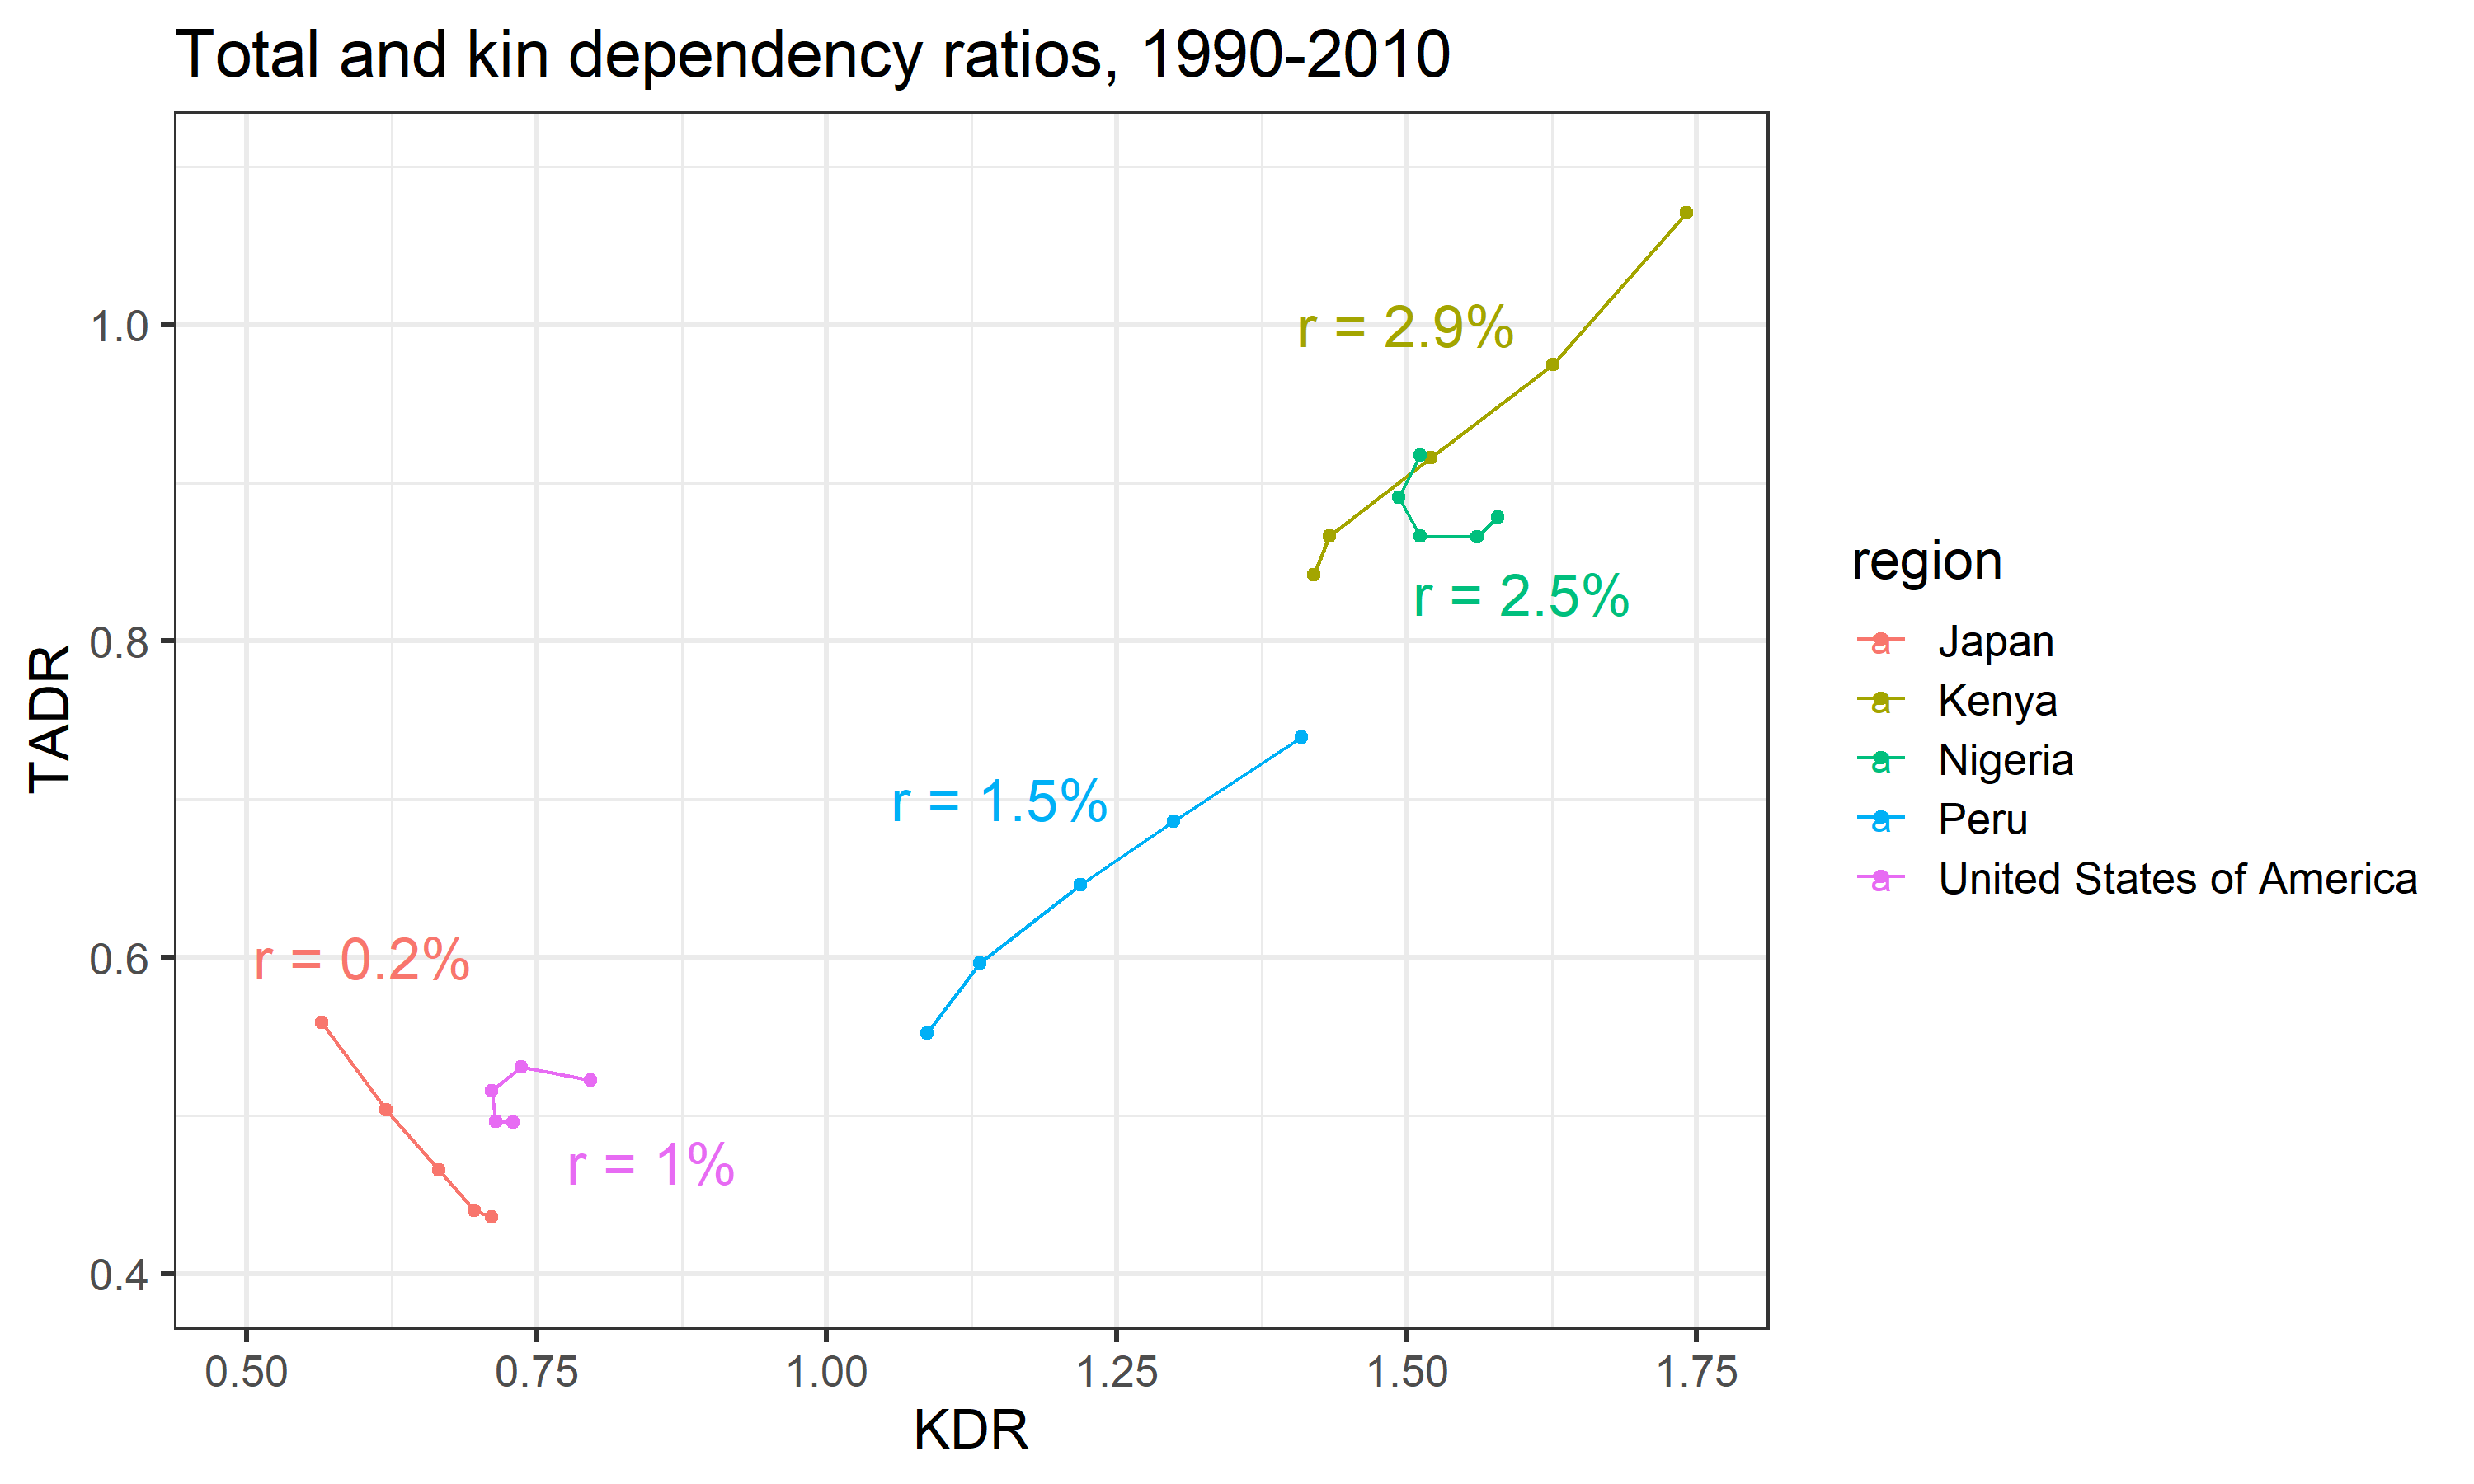 Total and kin dependency ratios, 1990-2010
TADR
1.0
0.8
0.6
0.4
r = 2.9%
r = 2.5%
r = 1.5%
r = 0.2%
r = 1%
0.50 0.75 1.00 1.25 1.50 1.75
KDR
region
a Japan
a Kenya
a Nigeria
a Peru
a United States of America